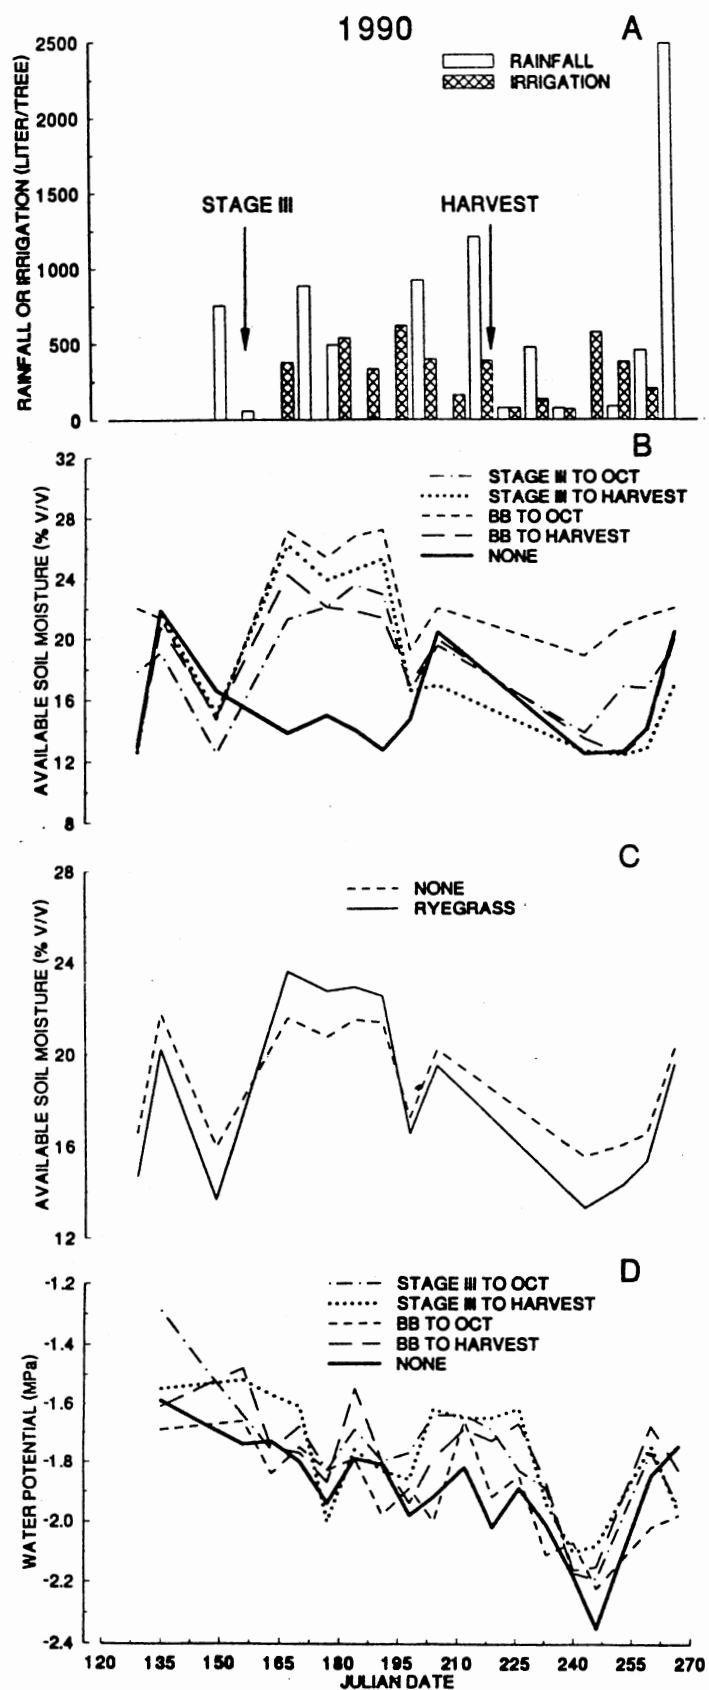 1990
A
RAINFALL
IRRIGATION
RAINFALL OR IRRIGATION (LITER/TREE)
2500
2000
1500
1000
500
0
STAGE III
HARVEST
B
STAGE III TO OCT
STAGE III TO HARVEST
BB TO OCT
BB TO HARVEST
NONE
AVAILABLE SOIL MOISTURE (% V/V)
32
28
24
20
16
12
8
C
NONE
RYEGRASS
AVAILABLE SOIL MOISTURE (% V/V)
28
24
20
16
12
D
STAGE III TO OCT
STAGE III TO HARVEST
BB TO OCT
BB TO HARVEST
NONE
WATER POTENTIAL (MPa)
-1.2
-1.4
-1.6
-1.8
-2.0
-2.2
-2.4
120 135 150 165 180 195 210 225 240 255 270
JULIAN DATE